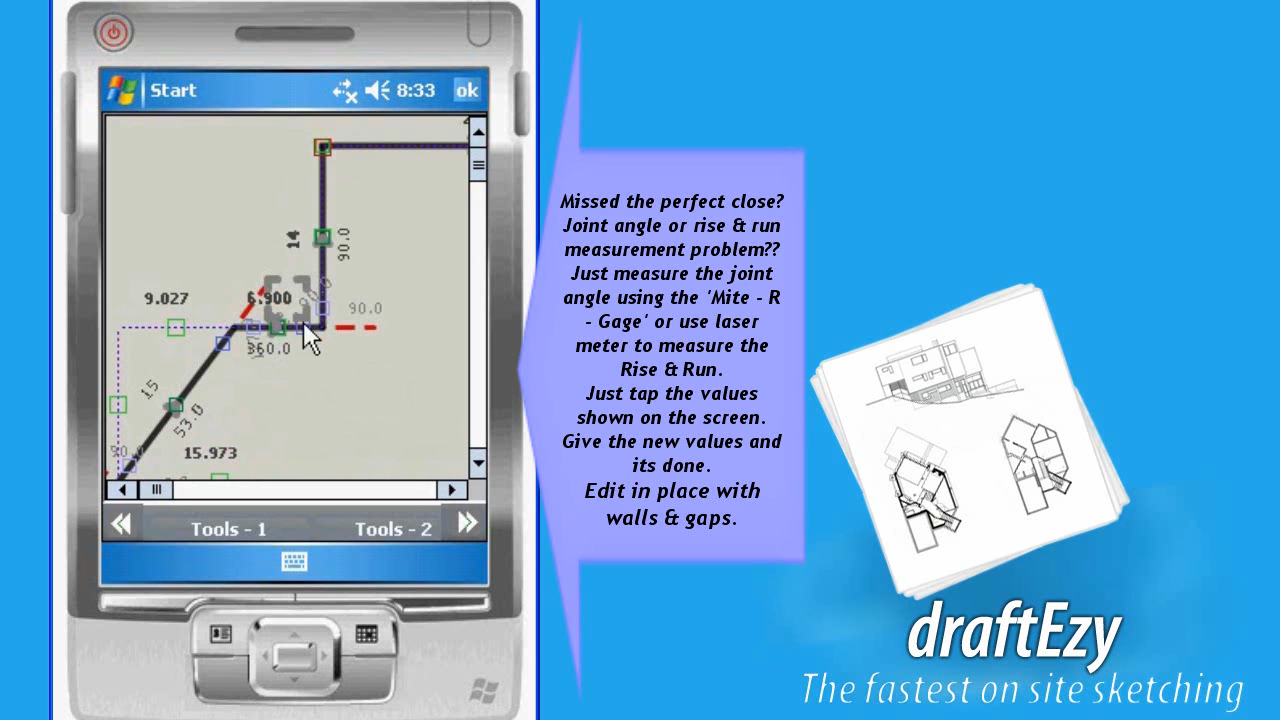 Start 8:33 ok
14
90.0
9.027
6.900
90.0
360.0
15
53.0
15.973
Tools - 1 Tools - 2
Missed the perfect close?
Joint angle or rise & run
measurement problem??
Just measure the joint
angle using the 'Mite - R
- Gage' or use laser
meter to measure the
Rise & Run.
Just tap the values
shown on the screen.
Give the new values and
its done.
Edit in place with
walls & gaps.
draftEzy
The fastest on site sketching